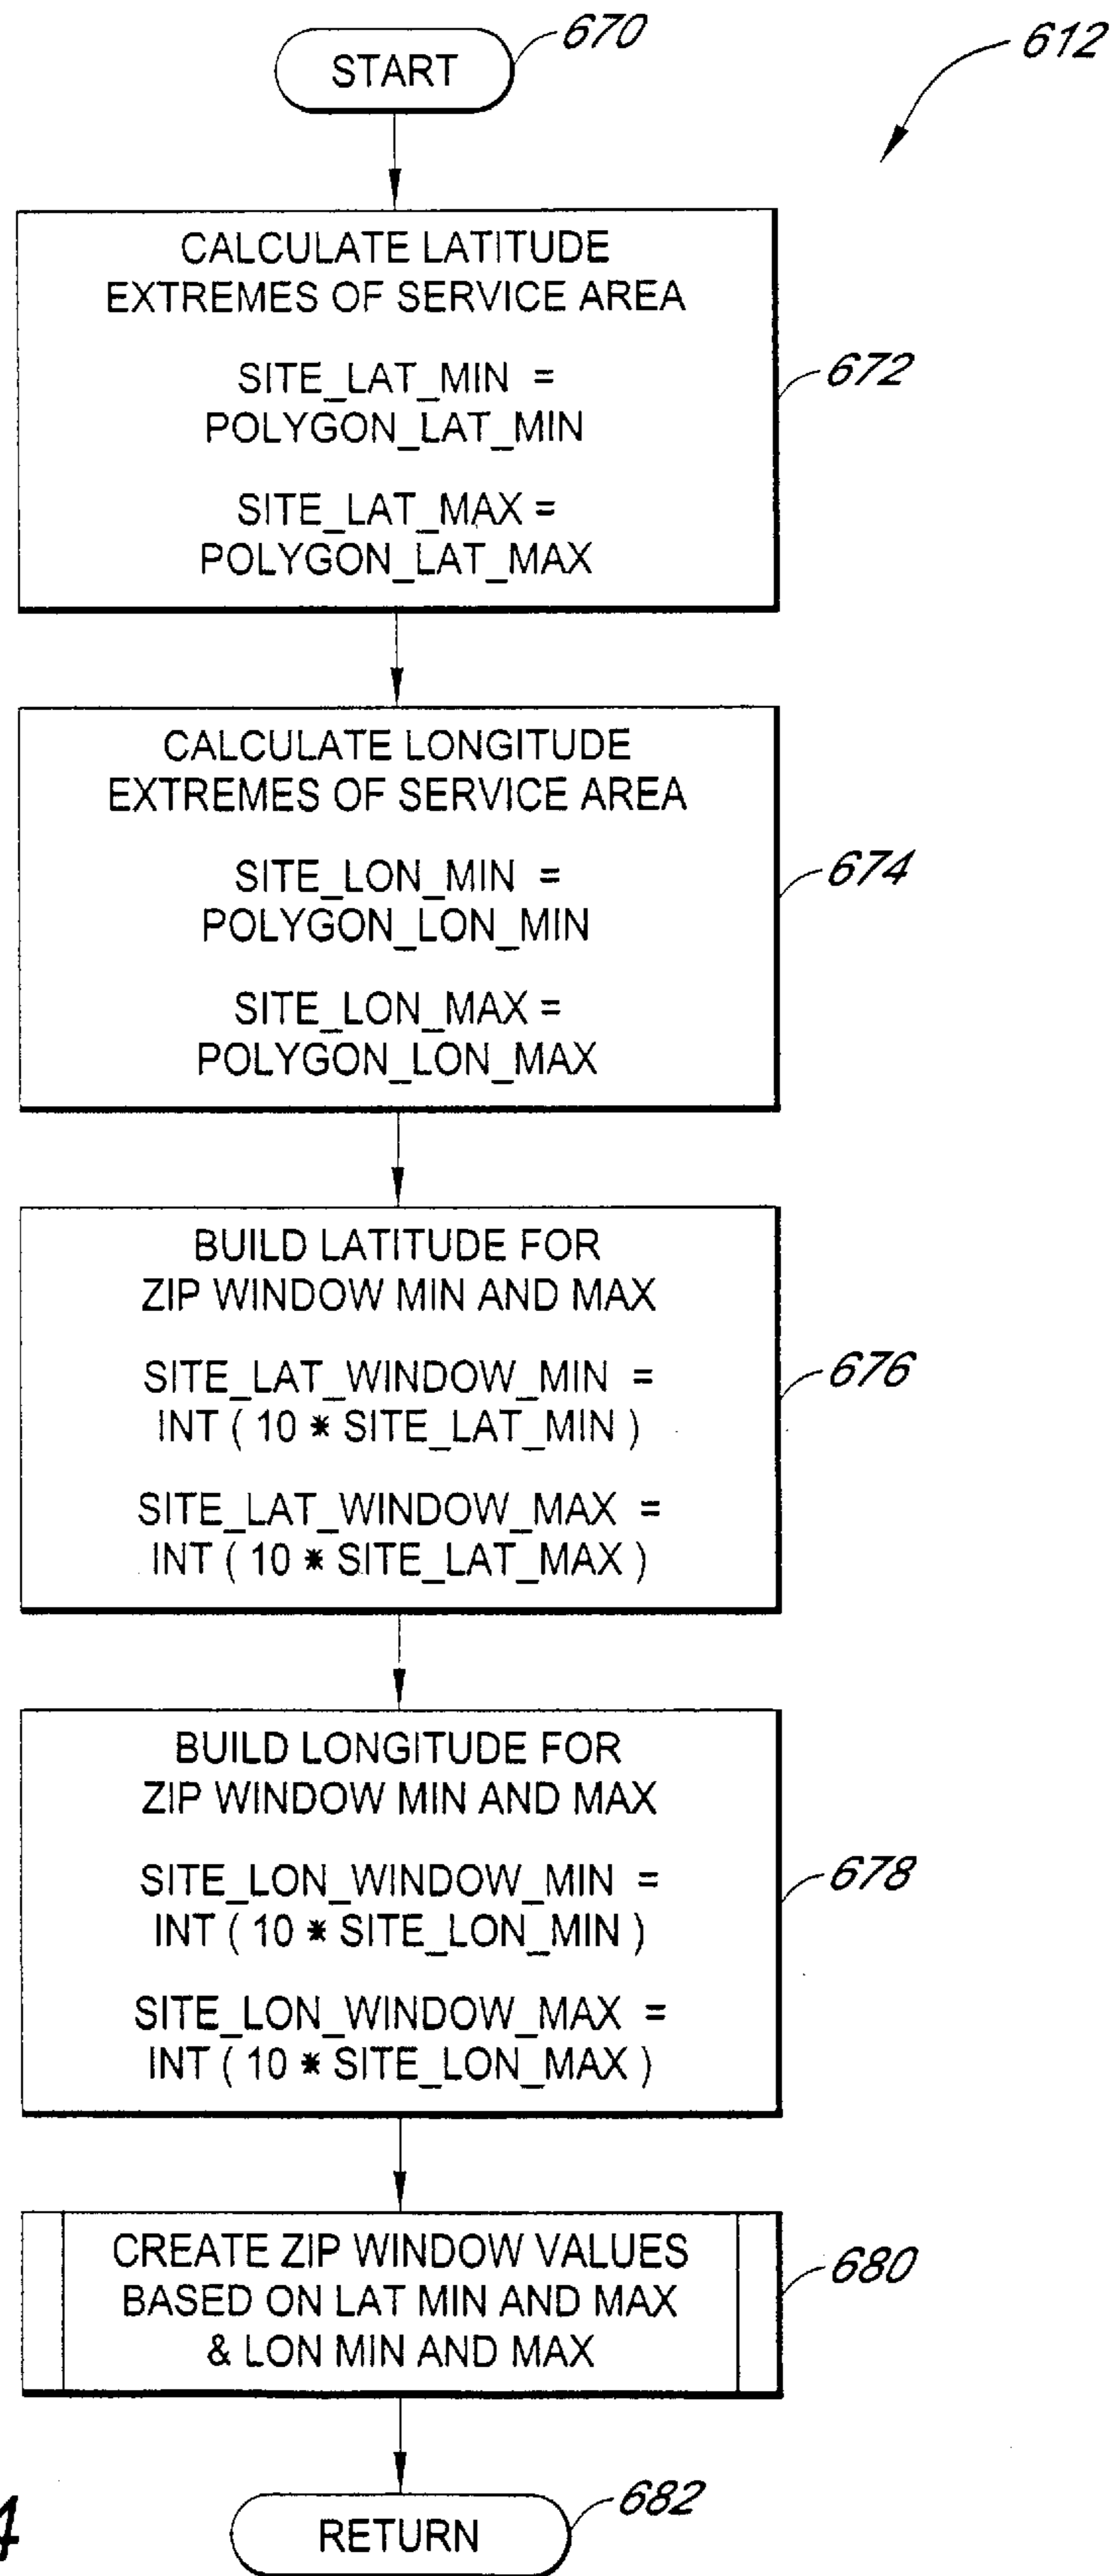 START
670
612
CALCULATE LATITUDE
EXTREMES OF SERVICE AREA
SITE_LAT_MIN =
POLYGON_LAT_MIN
SITE_LAT_MAX =
POLYGON_LAT_MAX
672
CALCULATE LONGITUDE
EXTREMES OF SERVICE AREA
SITE_LON_MIN =
POLYGON_LON_MIN
SITE_LON_MAX =
POLYGON_LON_MAX
674
BUILD LATITUDE FOR
ZIP WINDOW MIN AND MAX
SITE_LAT_WINDOW_MIN =
INT ( 10 * SITE_LAT_MIN )
SITE_LAT_WINDOW_MAX =
INT ( 10 * SITE_LAT_MAX )
676
BUILD LONGITUDE FOR
ZIP WINDOW MIN AND MAX
SITE_LON_WINDOW_MIN =
INT ( 10 * SITE_LON_MIN )
SITE_LON_WINDOW_MAX =
INT ( 10 * SITE_LON_MAX )
678
CREATE ZIP WINDOW VALUES
BASED ON LAT MIN AND MAX
& LON MIN AND MAX
680
RETURN
682
4